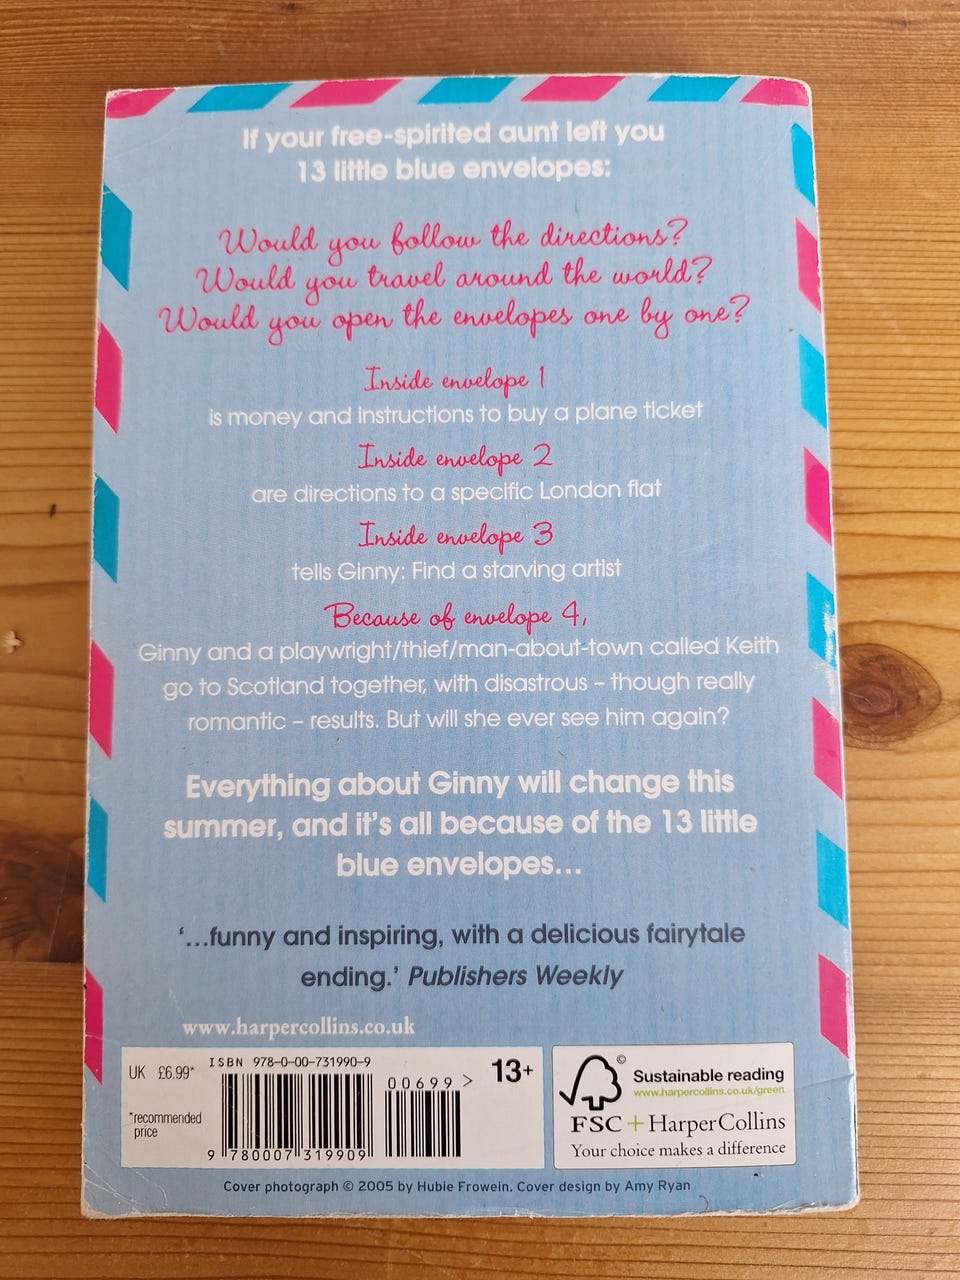 If your free-spirited aunt left you
13 little blue envelopes:
Would you follow the directions?
Would you travel around the world?
Would you open the envelopes one by one?
Inside envelope 1
is money and instructions to buy a plane ticket
Inside envelope 2
are directions to a specific London flat
Inside envelope 3
tells Ginny: Find a starving artist
Because of envelope 4,
Ginny and a playwright/thief/man-about-town called Keith
go to Scotland together, with disastrous – though really
romantic – results. But will she ever see him again?
Everything about Ginny will change this
summer, and it's all because of the 13 little
blue envelopes...
‘...funny and inspiring, with a delicious fairytale
ending.’ Publishers Weekly
www.harpercollins.co.uk
UK £6.99*
*recommended
price
ISBN 978-0-00-731990-9
00699 >
9 780007 319909
13+
©
Sustainable reading
www.harpercollins.co.uk/green
FSC + HarperCollins
Your choice makes a difference
Cover photograph © 2005 by Hubie Frowein. Cover design by Amy Ryan